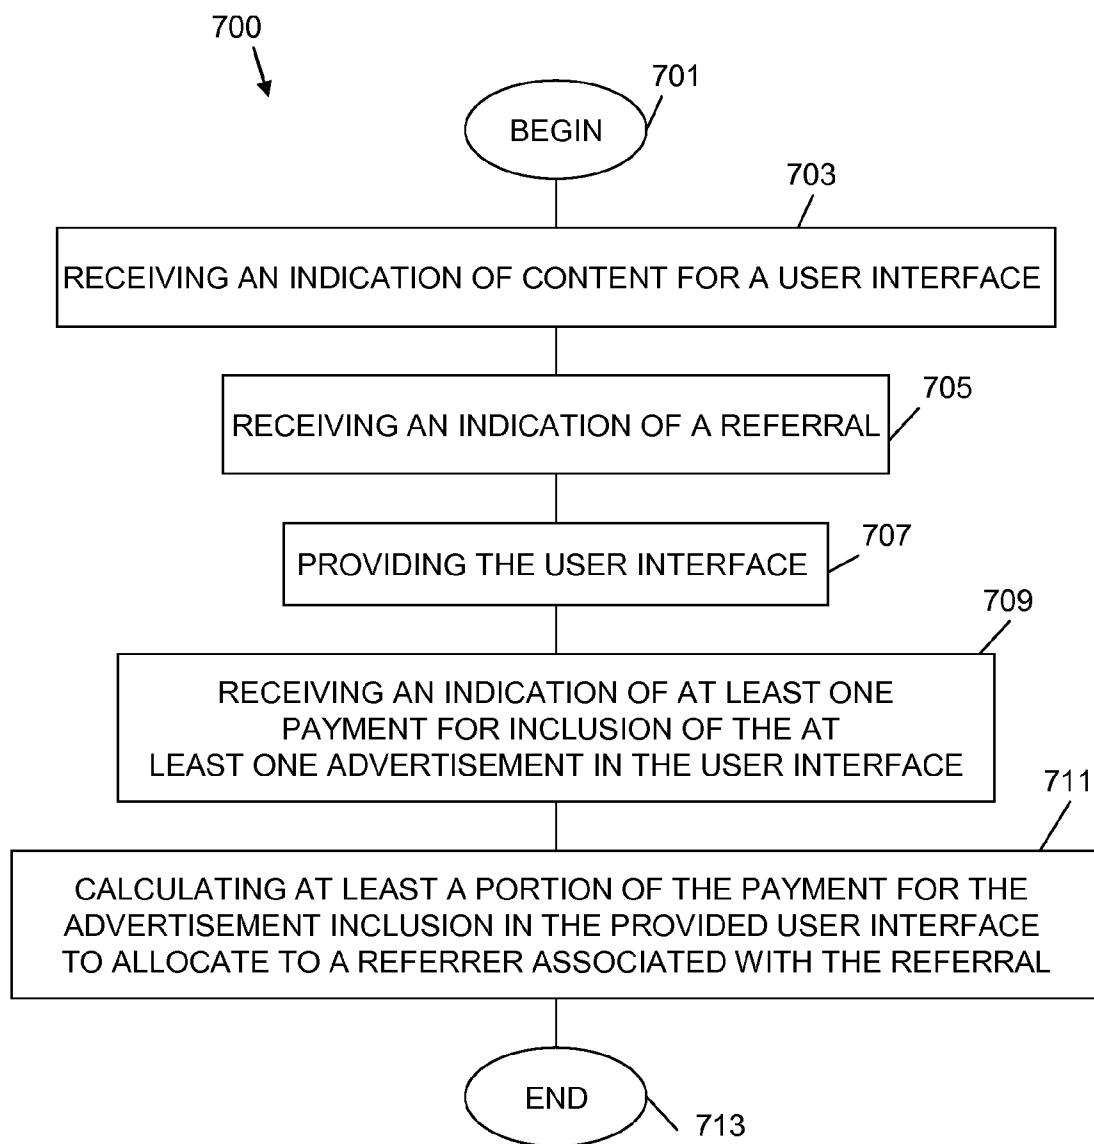 700
701
BEGIN
703
RECEIVING AN INDICATION OF CONTENT FOR A USER INTERFACE
705
RECEIVING AN INDICATION OF A REFERRAL
707
PROVIDING THE USER INTERFACE
709
RECEIVING AN INDICATION OF AT LEAST ONE
PAYMENT FOR INCLUSION OF THE AT
LEAST ONE ADVERTISEMENT IN THE USER INTERFACE
711
CALCULATING AT LEAST A PORTION OF THE PAYMENT FOR THE
ADVERTISEMENT INCLUSION IN THE PROVIDED USER INTERFACE
TO ALLOCATE TO A REFERRER ASSOCIATED WITH THE REFERRAL
END
713